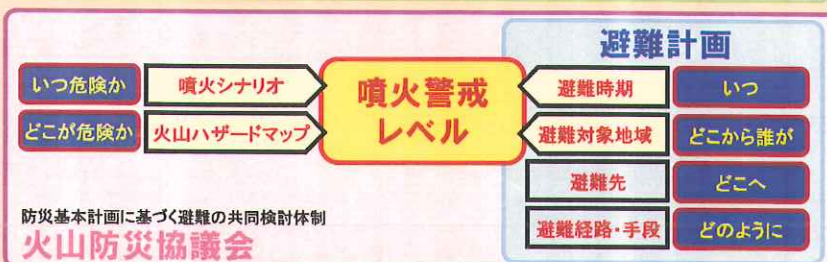 避難計画
いつ危険か
噴火シナリオ
噴火警戒
レベル
避難時期
いつ
どこが危険か
火山ハザードマップ
避難対象地域
どこから誰が
避難先
どこへ
避難経路・手段
どのように
防災基本計画に基づく避難の共同検討体制
火山防災協議会